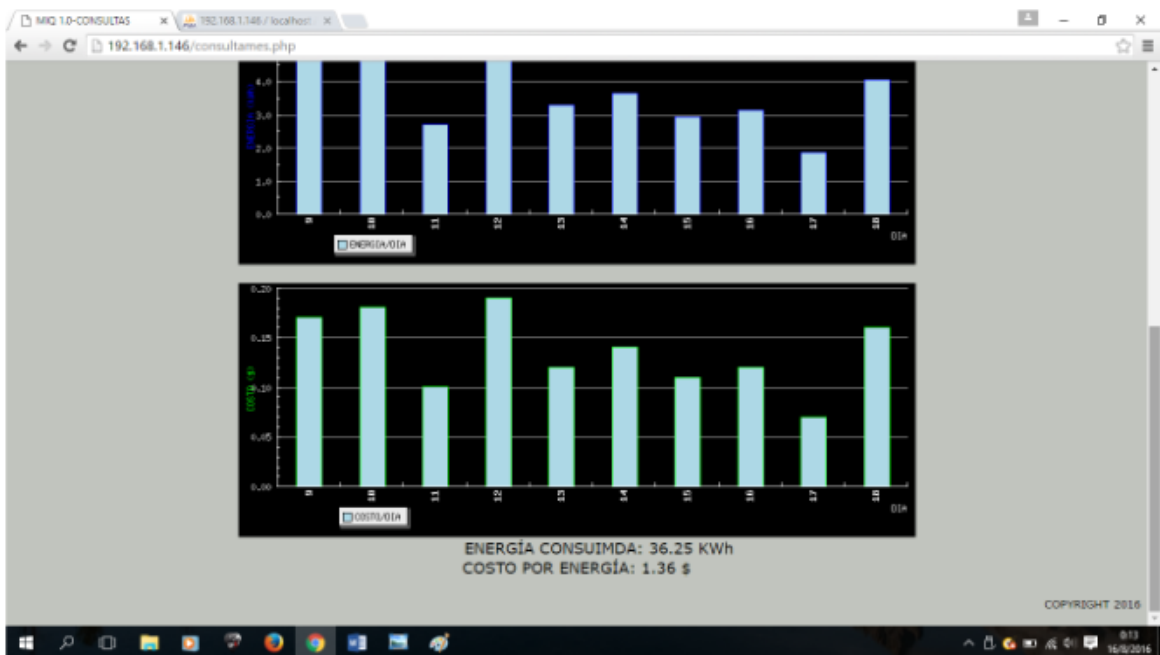 MIQ 1.0-CONSULTAS
192.168.1.146 / localhost
192.168.1.146/consultames.php
4.0
3.0
2.0
1.0
0.0
9 10 11 12 13 14 15 16 17 18
DIA
ENERGIA/DIA
0.20
0.15
0.10
0.05
0.00
COSTO ($)
9 10 11 12 13 14 15 16 17 18
DIA
COSTO/DIA
ENERGÍA CONSUIMDA: 36.25 KWh
COSTO POR ENERGÍA: 1.36 $
COPYRIGHT 2016
0:13
16/8/2016